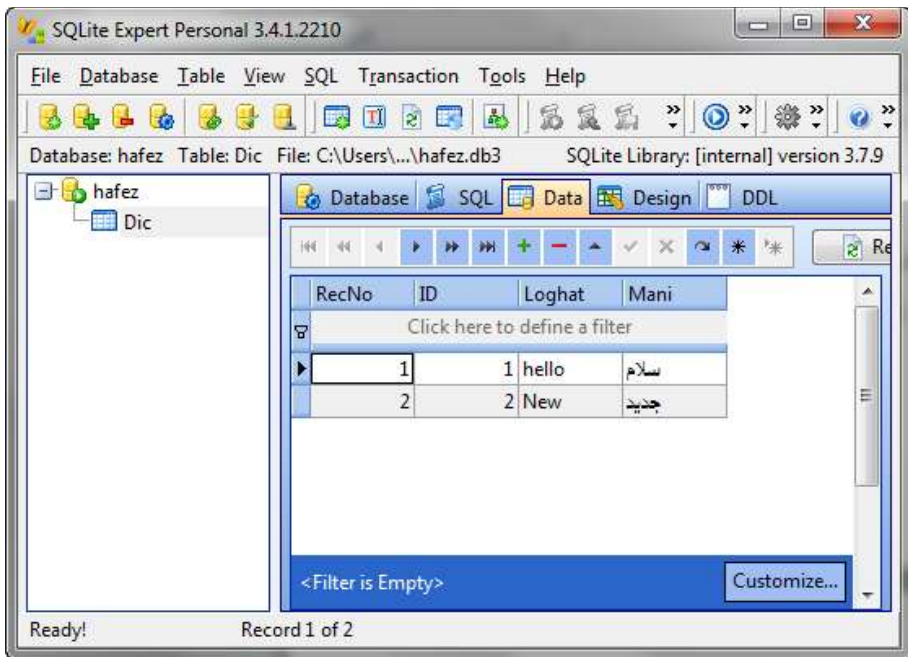 SQLite Expert Personal 3.4.1.2210
File Database Table View SQL Transaction Tools Help
Database: hafez Table: Dic File: C:\Users\...\hafez.db3 SQLite Library: [internal] version 3.7.9
hafez
Dic
Database SQL Data Design DDL
Re
RecNo ID Loghat Mani
Click here to define a filter
1 1 hello سلام
2 2 New جدید
<Filter is Empty> Customize...
Ready! Record 1 of 2